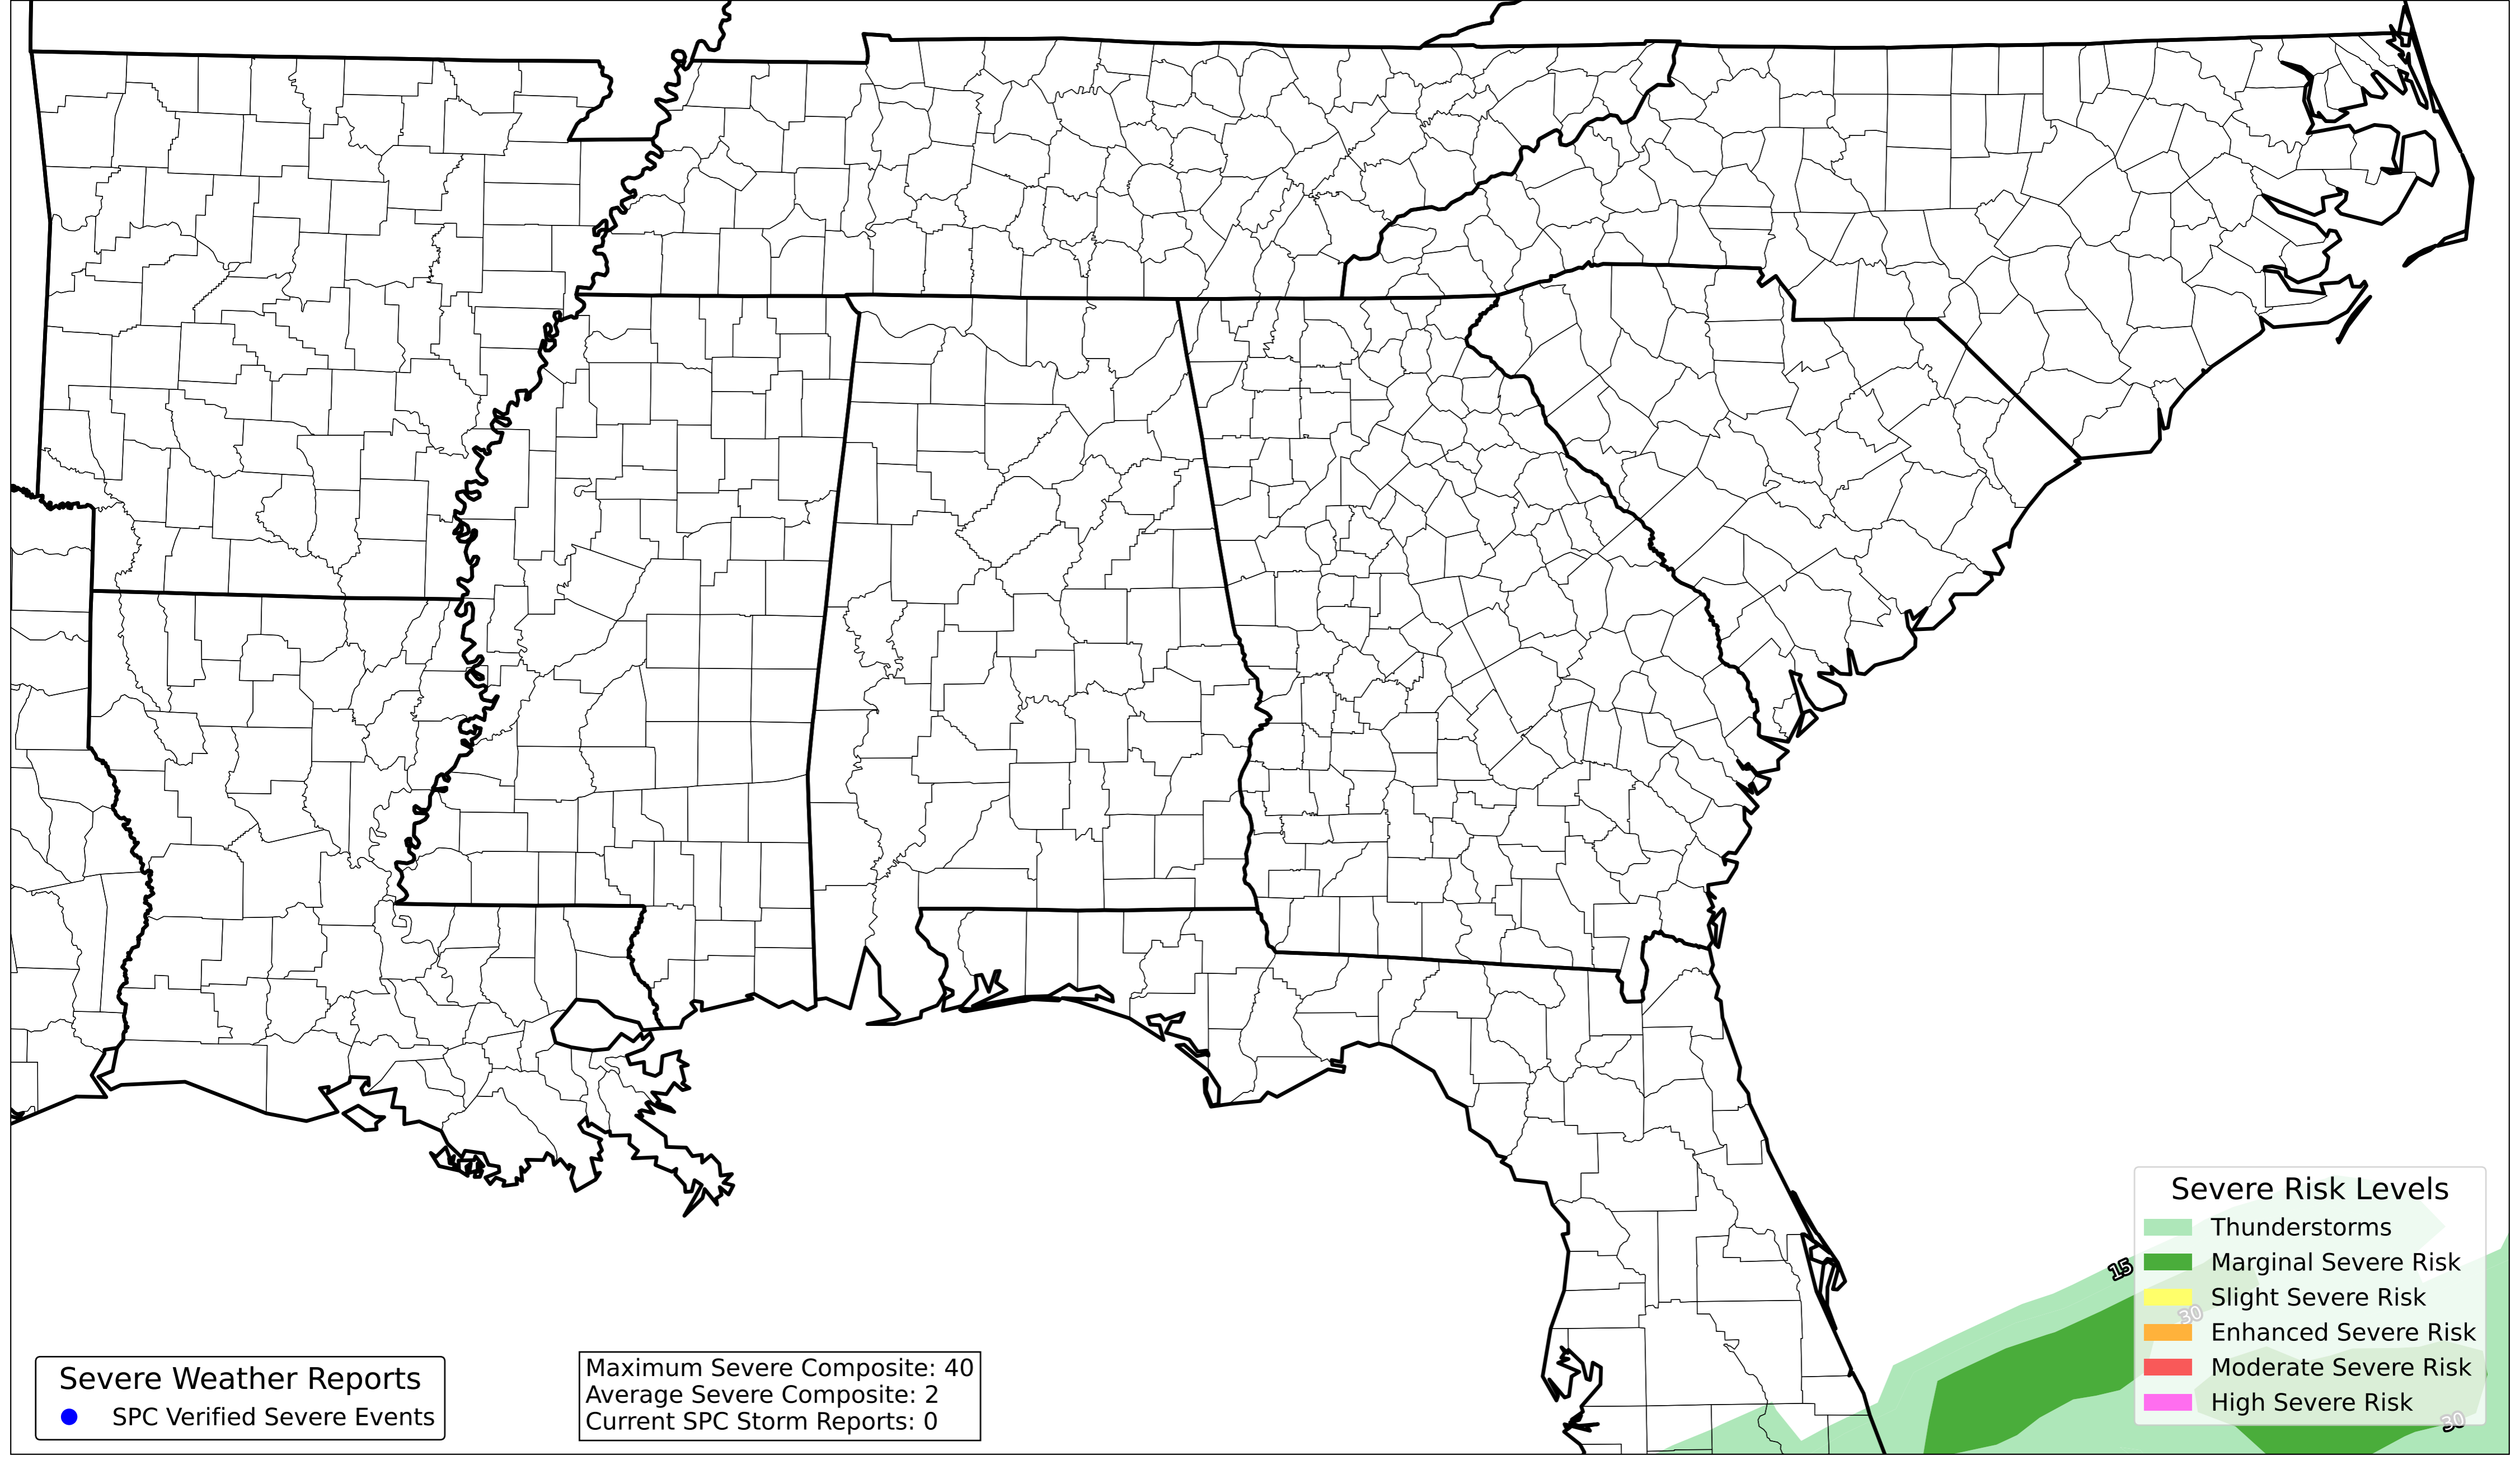 15
Severe Risk Levels
Thunderstorms
Marginal Severe Risk
30
Slight Severe Risk
Enhanced Severe Risk
Moderate Severe Risk
High Severe Risk
30
Severe Weather Reports
SPC Verified Severe Events
Maximum Severe Composite: 40
Average Severe Composite: 2
Current SPC Storm Reports: 0